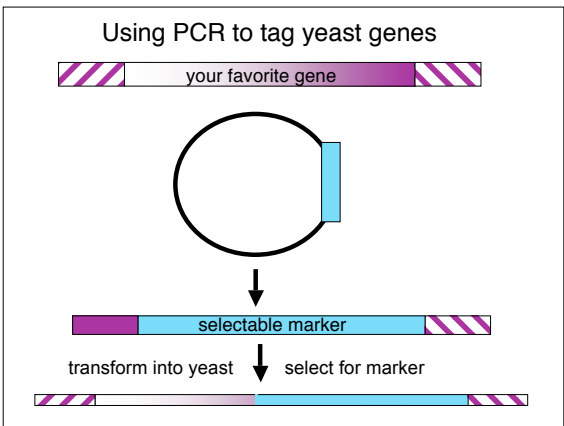 Using PCR to tag yeast genes
your favorite gene
selectable marker
transform into yeast select for marker